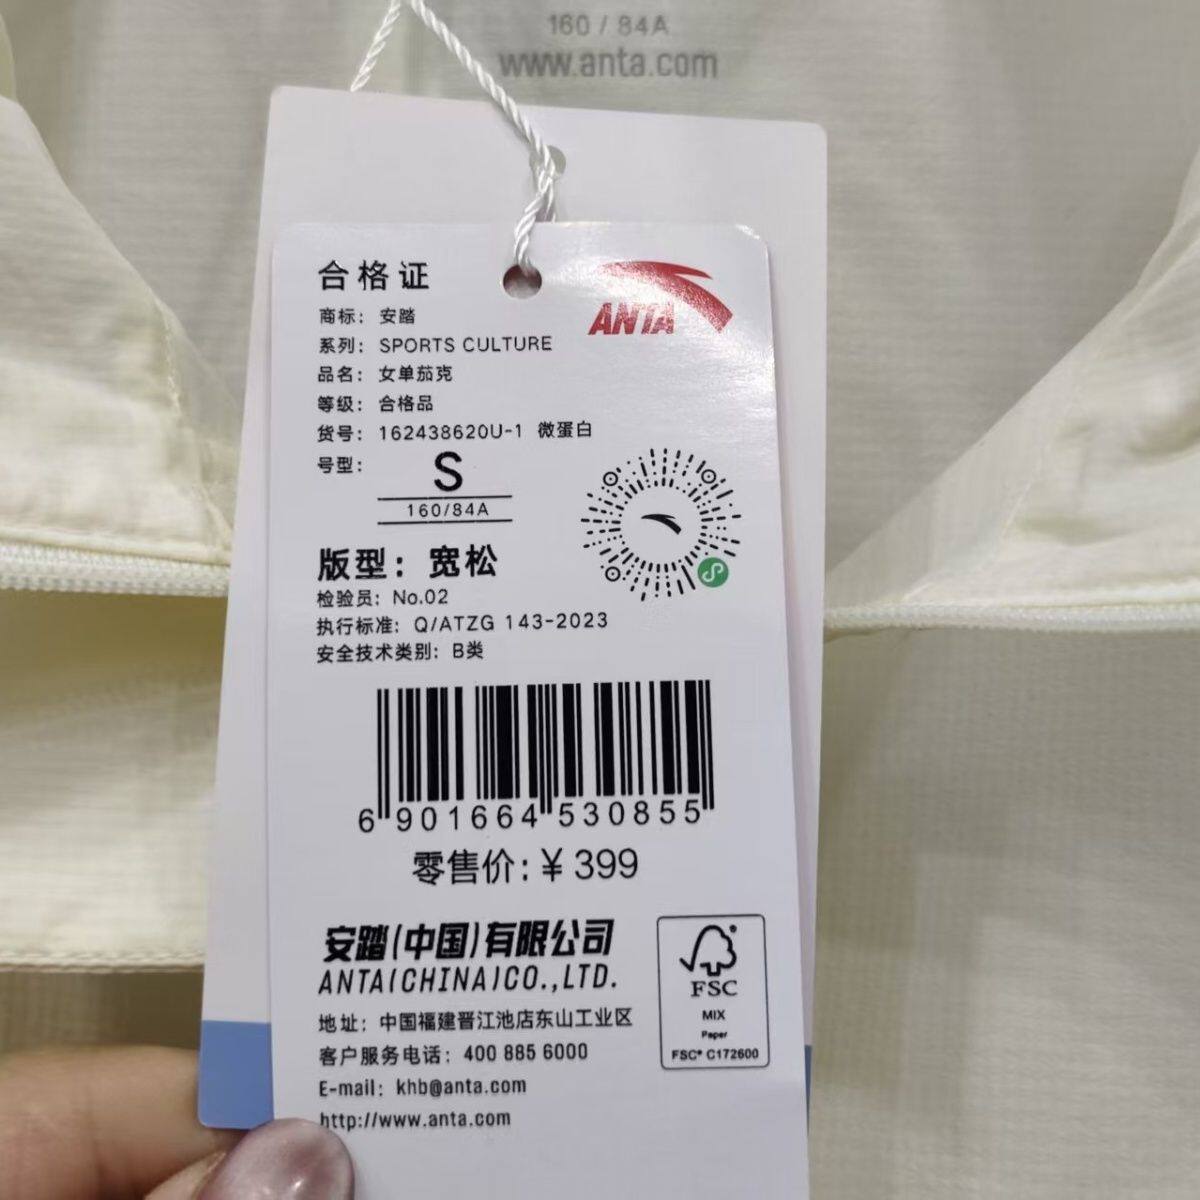 160 / 84A
www.anta.com
合格证
ANTA
商标：安踏
系列：SPORTS CULTURE
品名：女单茄克
等级：合格品
货号：162438620U-1 微蛋白
号型：S
160/84A
版型：宽松
检验员：No.02
执行标准：Q/ATZG 143-2023
安全技术类别：B类
6 901664 530855
零售价：¥ 399
安踏(中国)有限公司
ANTA(CHINA)CO.,LTD.
地址：中国福建晋江池店东山工业区
客户服务电话：400 885 6000
E-mail：khb@anta.com
http://www.anta.com
FSC
MIX
Paper
FSC® C172600